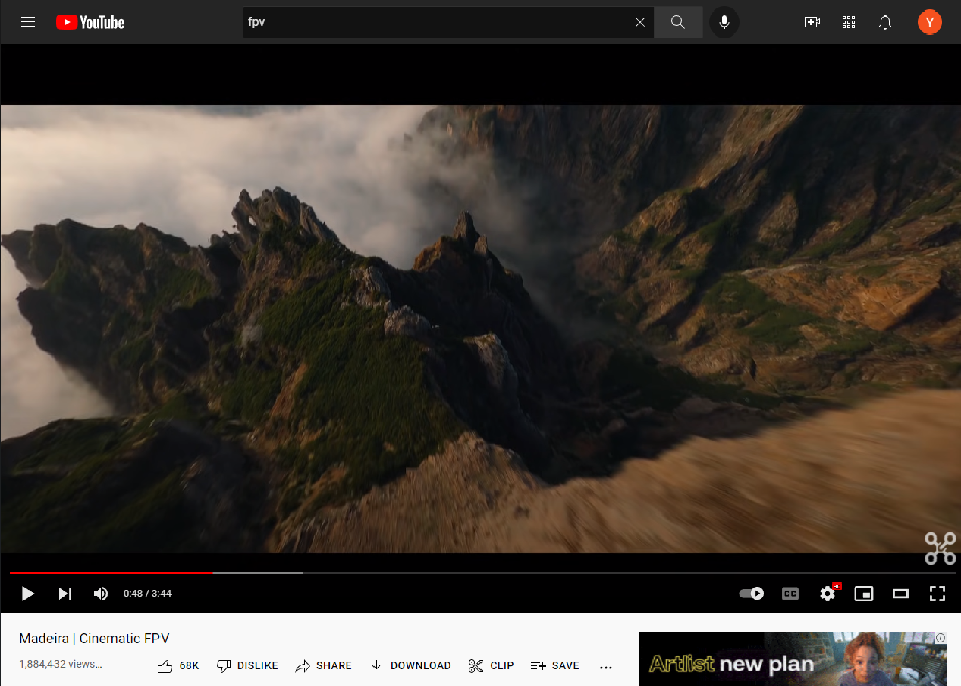 YouTube
fpv
Y
0:48 / 3:44
CC
Madeira | Cinematic FPV
1,884,432 views...
68K DISLIKE SHARE DOWNLOAD CLIP SAVE ...
Artlist new plan